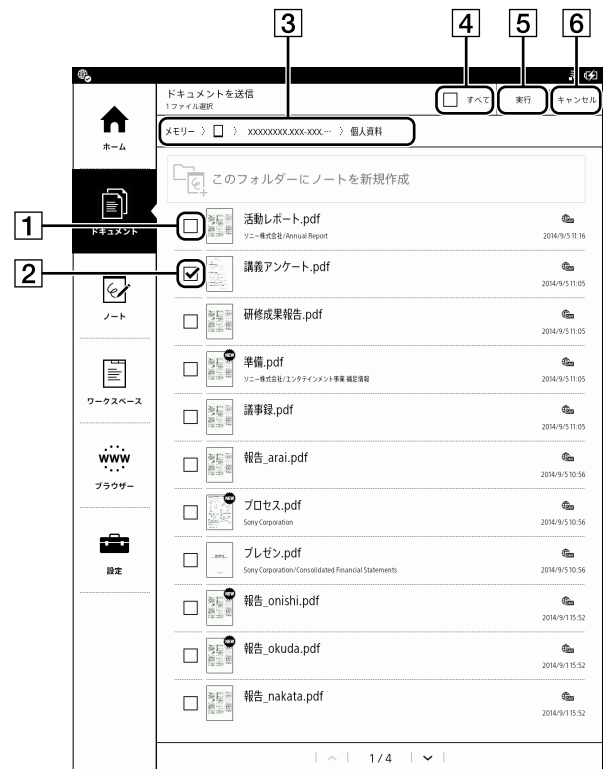 3
4
5
6
ドキュメントを送信
1ファイル選択
すべて
実行
キャンセル
メモリー 〉 〉 xxxxxxxx.xxx-xxx.… 〉 個人資料
ホーム
このフォルダーにノートを新規作成
1
ドキュメント
活動レポート.pdf
ソニー株式会社/Annual Report
2014/9/5 11:16
2
講義アンケート.pdf
2014/9/5 11:05
ノート
研修成果報告.pdf
2014/9/5 11:05
NEW
準備.pdf
ソニー株式会社/エンタテインメント事業 補足情報
2014/9/5 11:05
ワークスペース
議事録.pdf
2014/9/5 11:05
www
ブラウザー
報告_arai.pdf
2014/9/5 10:56
NEW
プロセス.pdf
Sony Corporation
2014/9/5 10:56
設定
プレゼン.pdf
Sony Corporation/Consolidated Financial Statements
2014/9/5 10:56
NEW
報告_onishi.pdf
2014/9/1 15:52
NEW
報告_okuda.pdf
2014/9/1 15:52
報告_nakata.pdf
2014/9/1 15:52
1/4